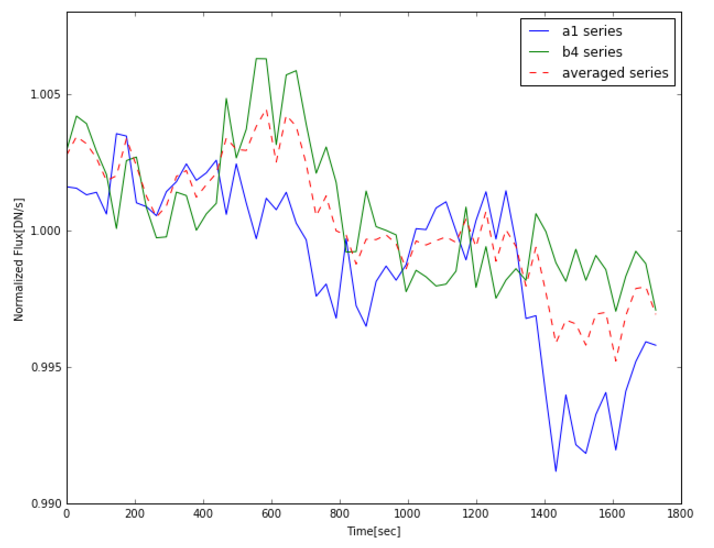 a1 series
b4 series
averaged series
1.005
1.000
0.995
0.990
Normalized Flux[DN/s]
0 200 400 600 800 1000 1200 1400 1600 1800
Time[sec]